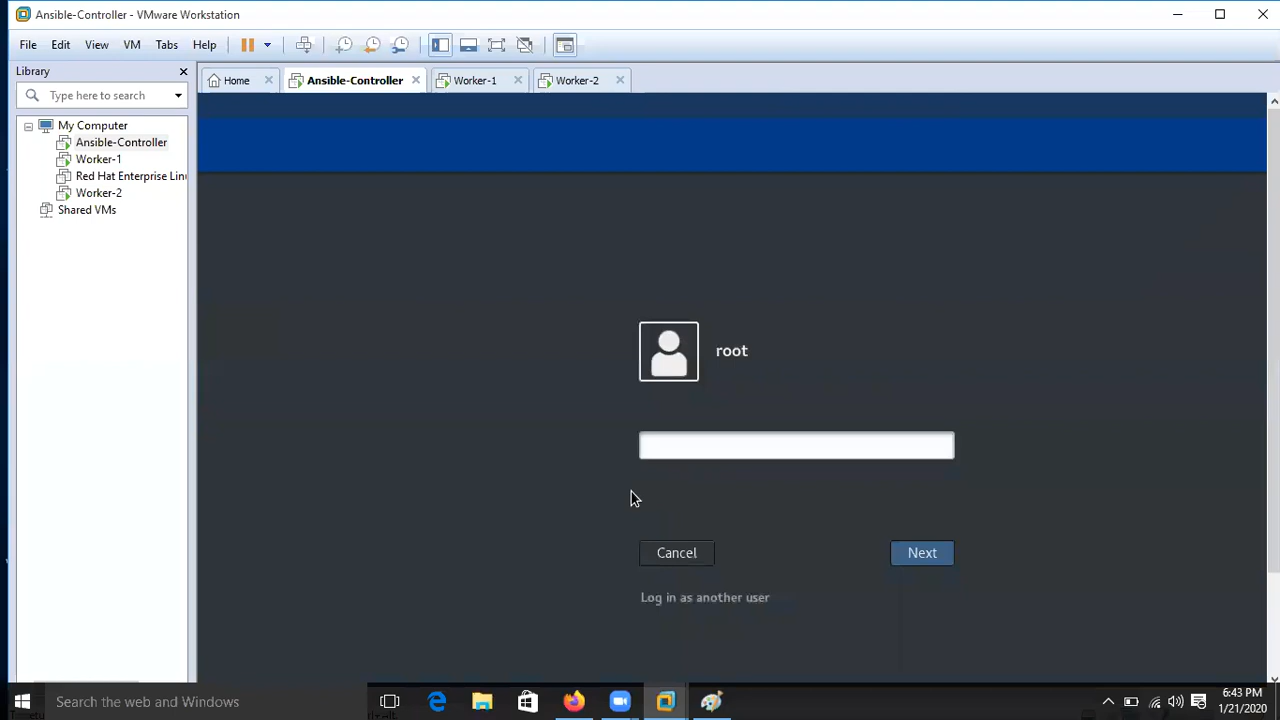 Ansible-Controller - VMware Workstation
File Edit View VM Tabs Help
Library
Home Ansible-Controller Worker-1 Worker-2
Type here to search
My Computer
Ansible-Controller
Worker-1
Red Hat Enterprise Linu
Worker-2
Shared VMs
root
Cancel Next
Log in as another user
Search the web and Windows
6:43 PM
1/21/2020